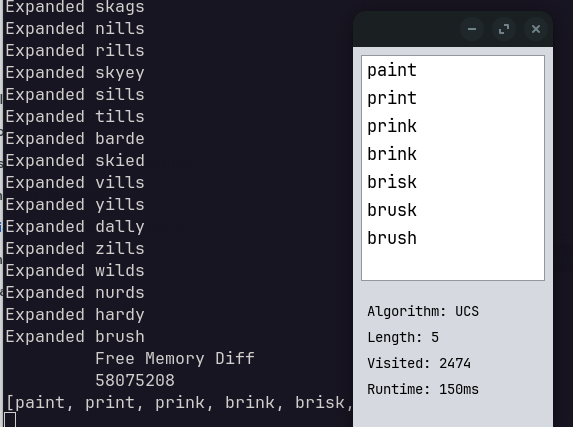 Expanded skags
Expanded nills
Expanded rills
Expanded skyey
Expanded sills
Expanded tills
Expanded barde
Expanded skied
Expanded vills
Expanded yills
Expanded dally
Expanded zills
Expanded wilds
Expanded nurds
Expanded hardy
Expanded brush
Free Memory Diff
58075208
[paint, print, prink, brink, brisk,
paint
print
prink
brink
brisk
brusk
brush
Algorithm: UCS
Length: 5
Visited: 2474
Runtime: 150ms